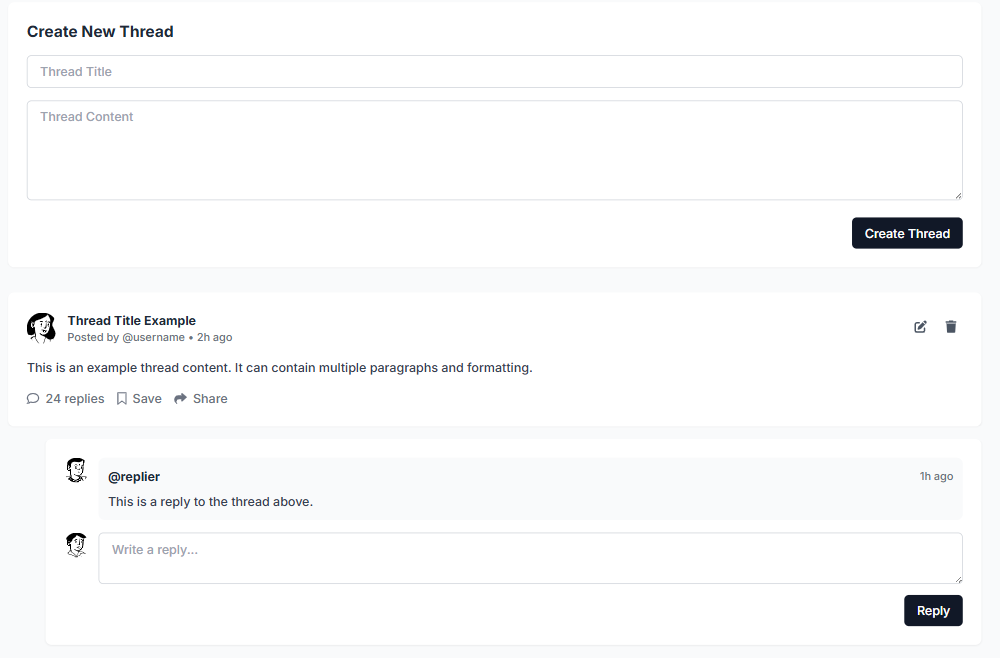 Create New Thread
Thread Title
Thread Content
Create Thread
Thread Title Example
Posted by @username • 2h ago
This is an example thread content. It can contain multiple paragraphs and formatting.
24 replies Save Share
@replier 1h ago
This is a reply to the thread above.
Write a reply...
Reply